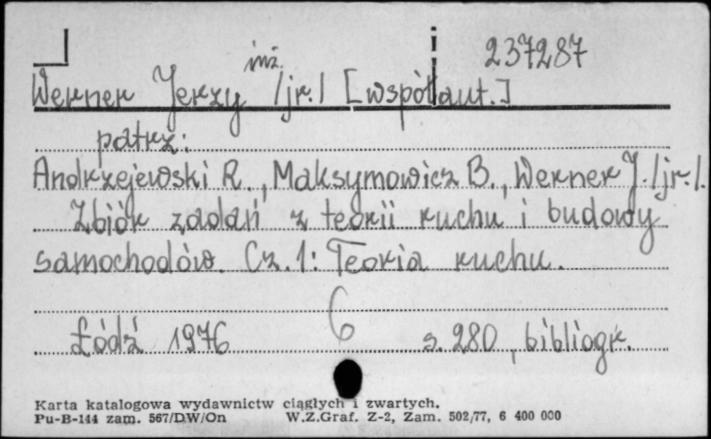 237287
inż.
Werner Jerzy /jr./ [współaut.]
patrz:
Andrzejewski R., Maksymowicz B., Werner J. /jr./.
Zbiór zadań z teorii ruchu i budowy
samochodów. Cz. 1: Teoria ruchu.
6
Łódź 1976 s. 280, bibliogr.
Karta katalogowa wydawnictw ciągłych i zwartych.
Pu-B-144 zam. 567/DW/On W.Z.Graf. Z-2, Zam. 502/77, 6 400 000